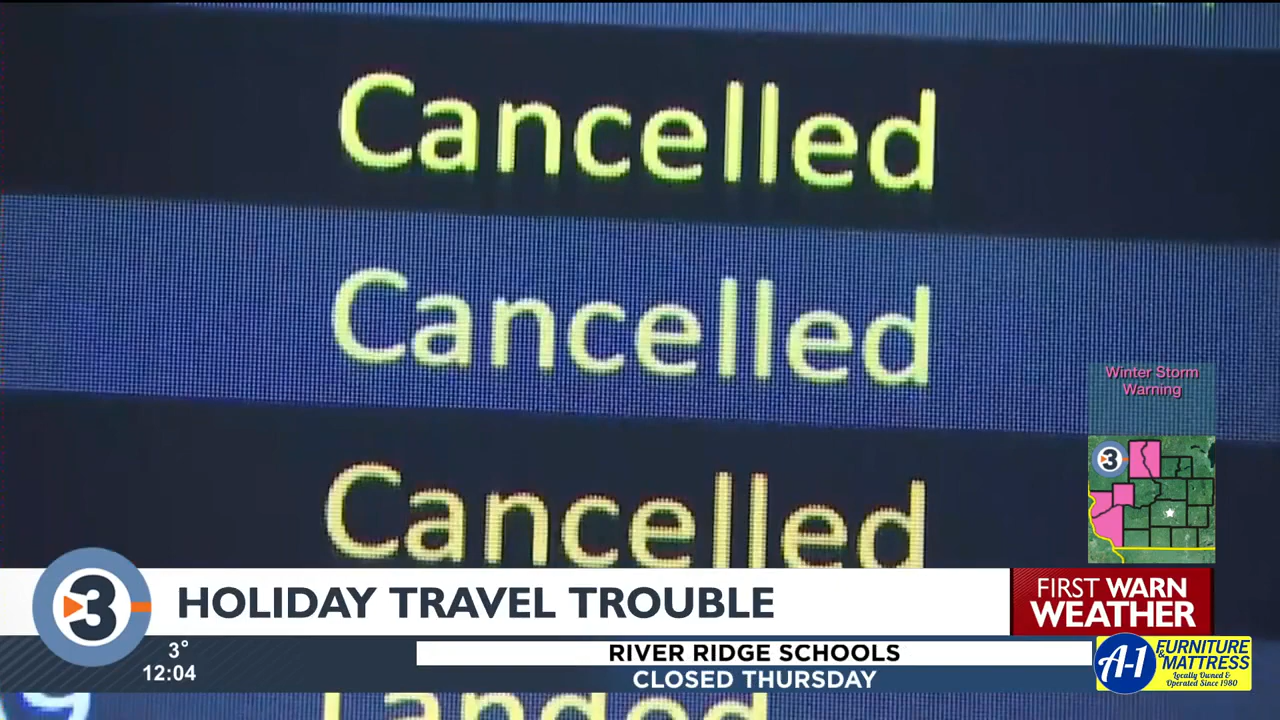 Cancelled
Cancelled
Winter Storm
Warning
3
Cancelled
3
HOLIDAY TRAVEL TROUBLE
FIRST WARN
WEATHER
3°
12:04
RIVER RIDGE SCHOOLS
CLOSED THURSDAY
A-1
FURNITURE
& MATTRESS
Locally Owned &
Operated Since 1980
Landed